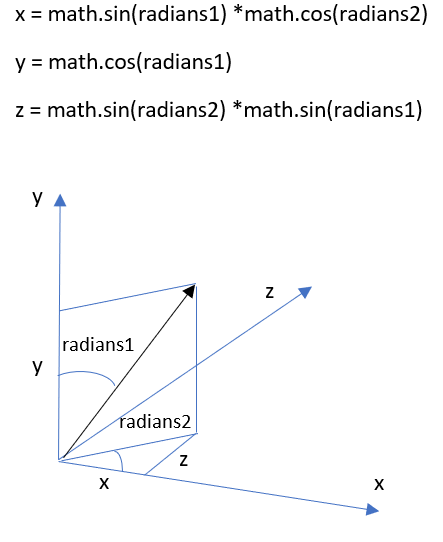 x = math.sin(radians1) *math.cos(radians2)
y = math.cos(radians1)
z = math.sin(radians2) *math.sin(radians1)
y
z
radians1
y
radians2
z
x
x